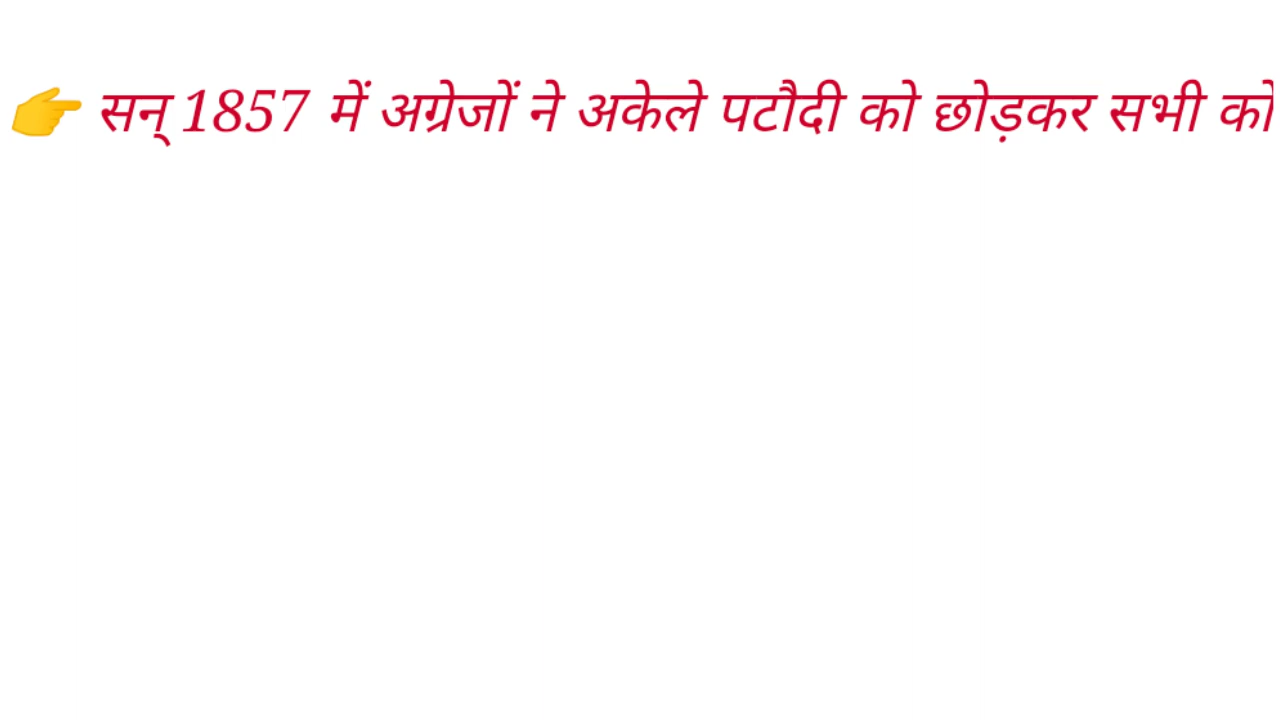 👉 सन् 1857 में अग्रेजों ने अकेले पटौदी को छोड़कर सभी को